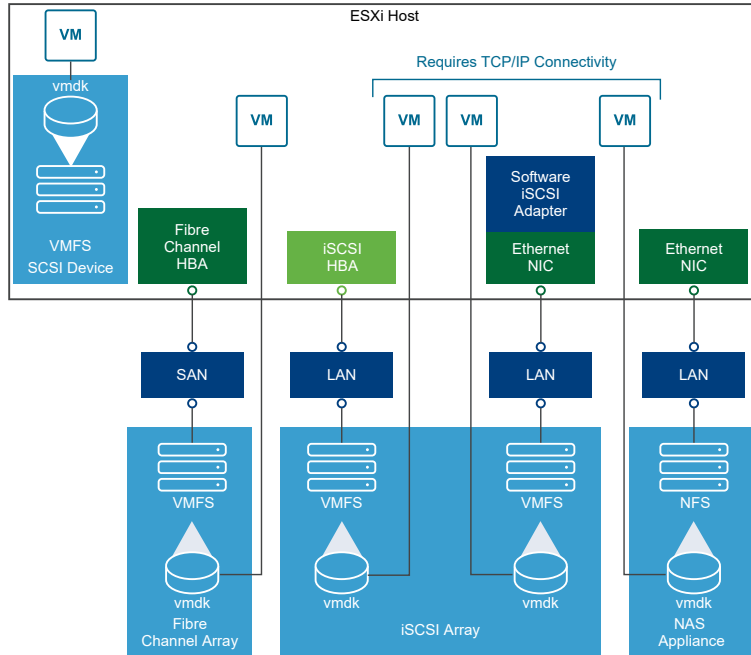 ESXi Host
VM
vmdk
VMFS
SCSI Device
Requires TCP/IP Connectivity
VM
VM
VM
VM
Fibre
Channel
HBA
iSCSI
HBA
Software
iSCSI
Adapter
Ethernet
NIC
Ethernet
NIC
SAN
LAN
LAN
LAN
VMFS
VMFS
VMFS
NFS
vmdk
vmdk
vmdk
vmdk
Fibre
Channel Array
iSCSI Array
NAS
Appliance